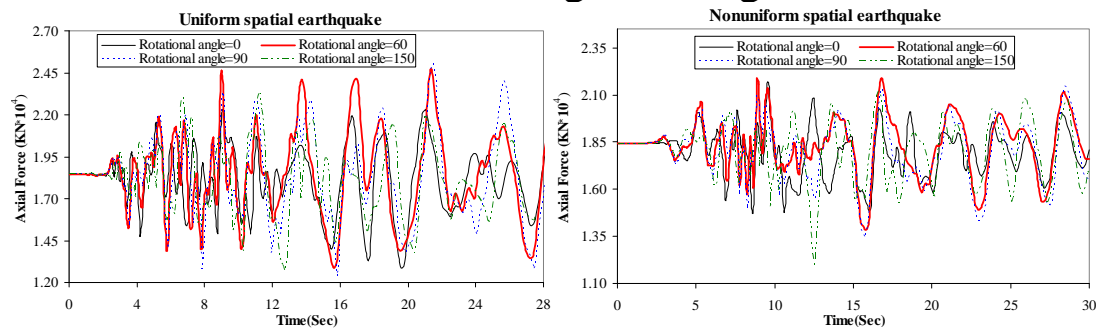 Uniform spatial earthquake
Rotational angle=0
Rotational angle=60
Rotational angle=90
Rotational angle=150
Axial Force (KN*10^4)
2.70
2.45
2.20
1.95
1.70
1.45
1.20
0 4 8 12 16 20 24 28
Time(Sec)
Nonuniform spatial earthquake
Rotational angle=0
Rotational angle=60
Rotational angle=90
Rotational angle=150
Axial Force (KN*10^4)
2.35
2.10
1.85
1.60
1.35
1.10
0 5 10 15 20 25 30
Time(Sec)